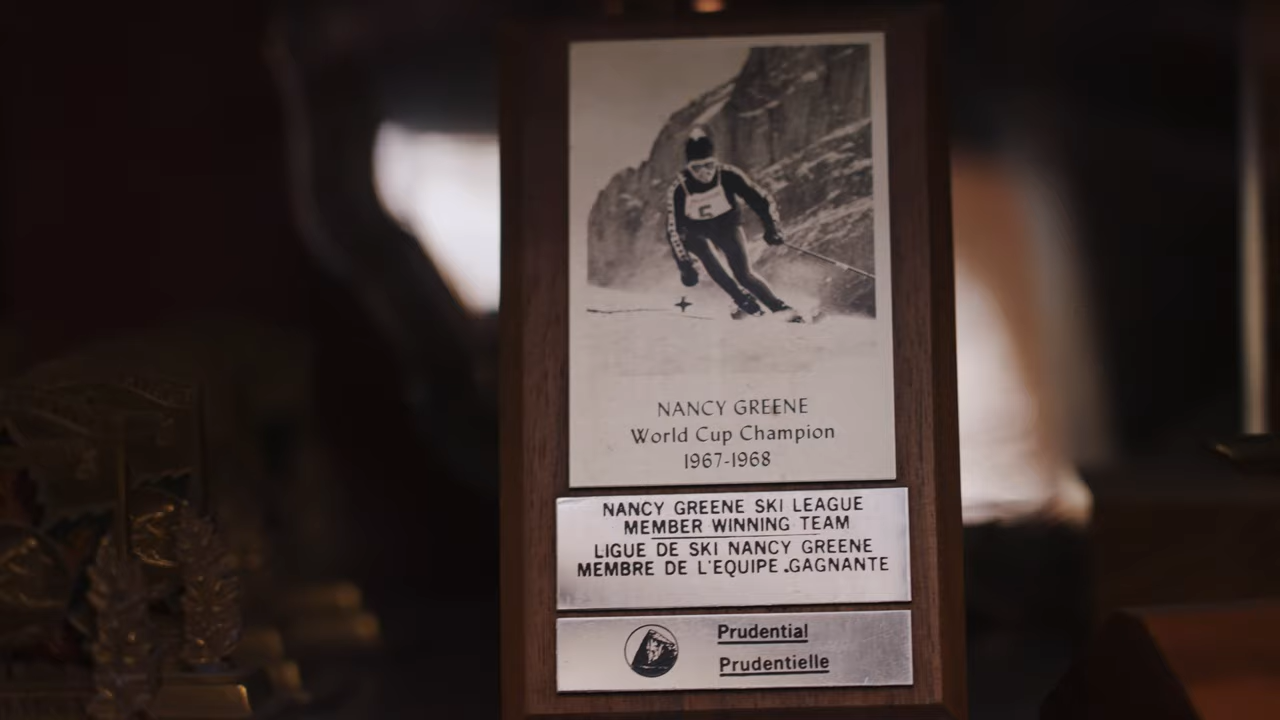 5
NANCY GREENE
World Cup Champion
1967-1968
NANCY GREENE SKI LEAGUE
MEMBER WINNING TEAM
LIGUE DE SKI NANCY GREENE
MEMBRE DE L'EQUIPE.GAGNANTE
Prudential
Prudentielle